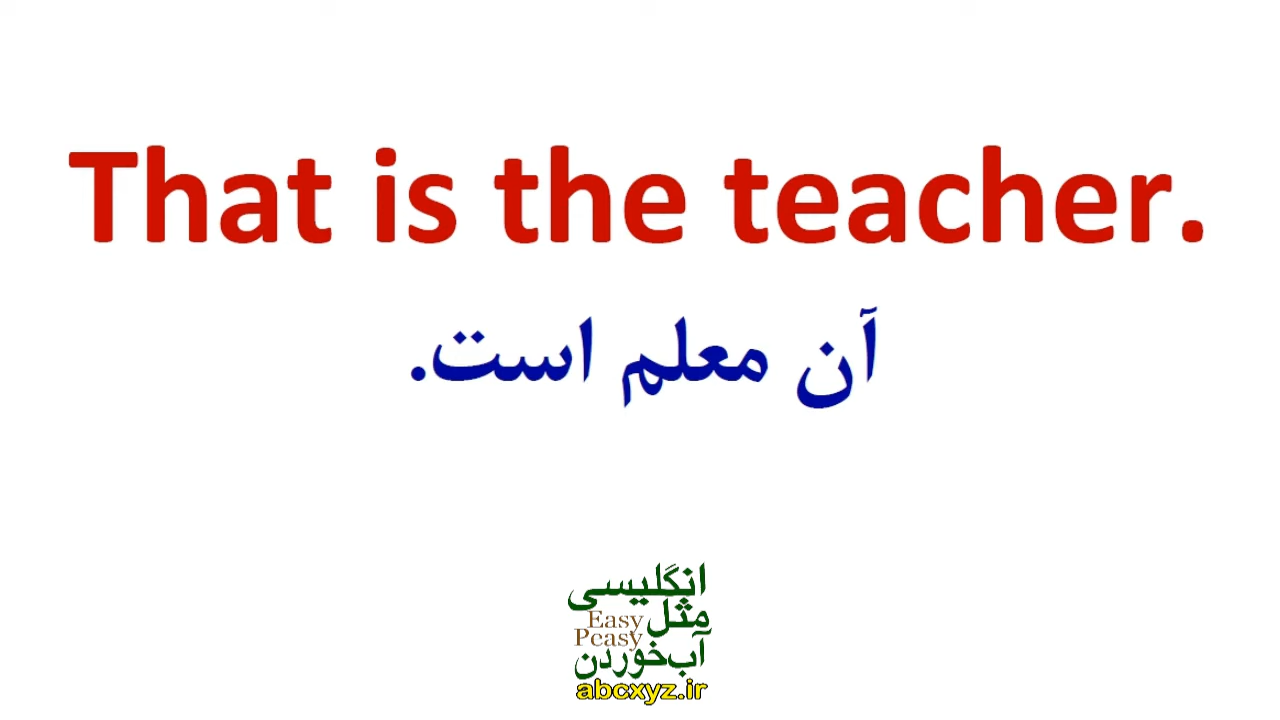 That is the teacher.
آن معلم است.
انگلیسی
مثل
Easy
Peasy
آب‌خوردن
abcxyz.ir